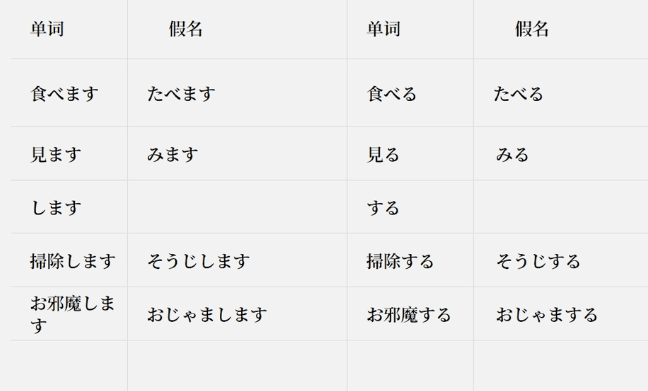 单词 假名 单词 假名
食べます たべます 食べる たべる
見ます みます 見る みる
します する
掃除します そうじします 掃除する そうじする
お邪魔しま
す おじゃまします お邪魔する おじゃまする